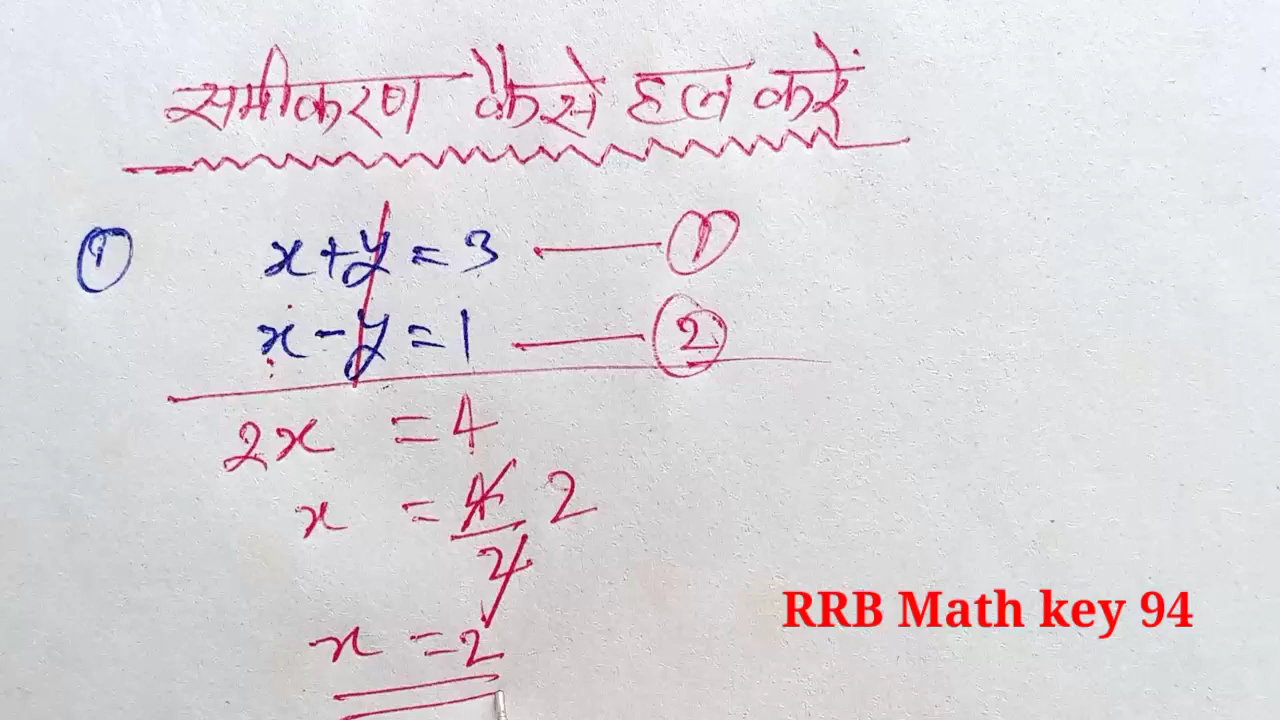 समीकरण कैसे हल करें
① x+y=3 —— ①
x-y=1 —— ②
2x = 4
x = 4/2 2
x = 2
RRB Math key 94